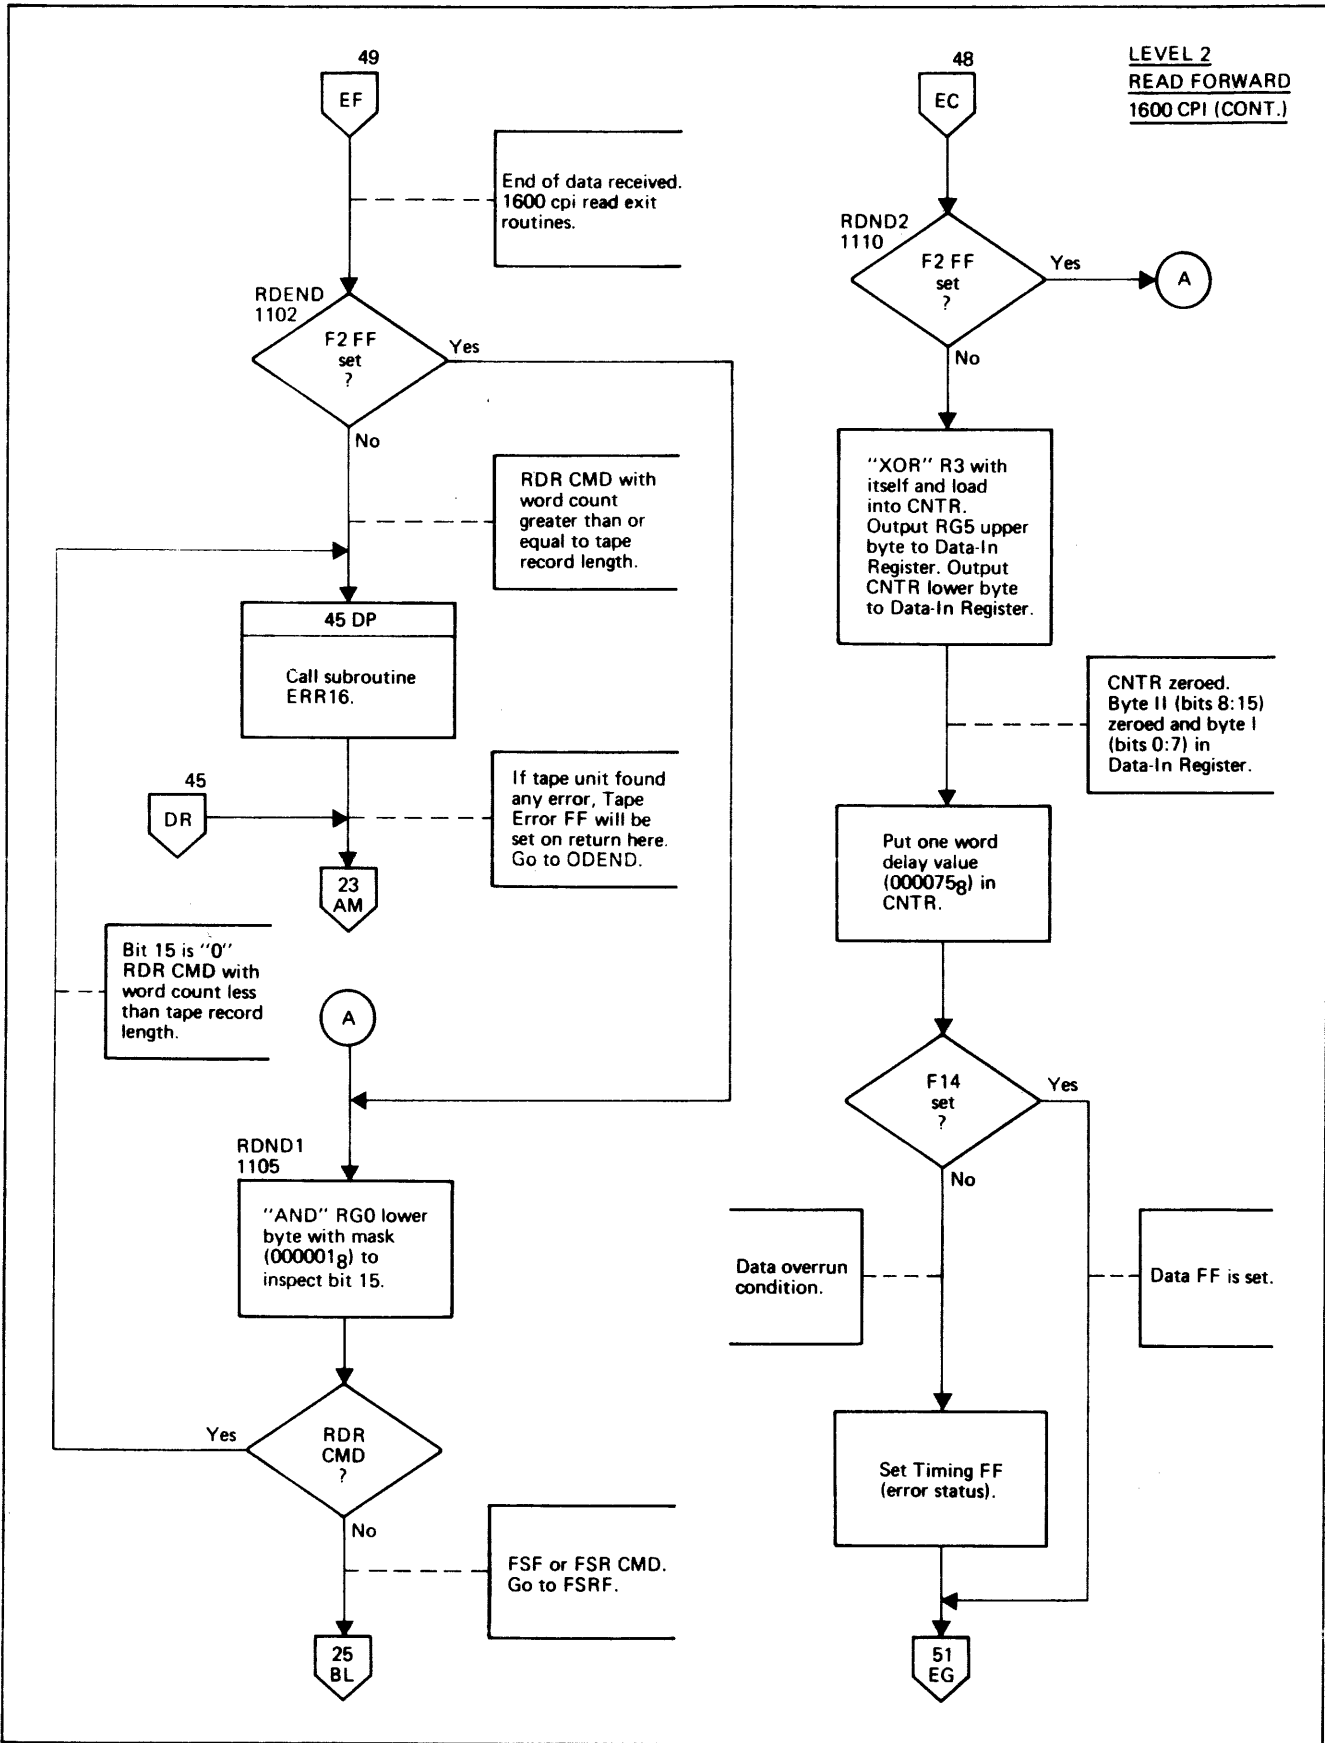 LEVEL 2
READ FORWARD
1600 CPI (CONT.)
49
EF
End of data received.
1600 cpi read exit
routines.
RDEND
1102
F2 FF
set
?
Yes
No
RDR CMD with
word count
greater than or
equal to tape
record length.
45 DP
Call subroutine
ERR16.
45
DR
If tape unit found
any error, Tape
Error FF will be
set on return here.
Go to ODEND.
23
AM
Bit 15 is "0"
RDR CMD with
word count less
than tape record
length.
A
RDND1
1105
"AND" RG0 lower
byte with mask
(000001₈) to
inspect bit 15.
Yes
RDR
CMD
?
No
FSF or FSR CMD.
Go to FSRF.
25
BL
48
EC
RDND2
1110
F2 FF
set
?
Yes
A
No
"XOR" R3 with
itself and load
into CNTR.
Output RG5 upper
byte to Data-In
Register. Output
CNTR lower byte
to Data-In Register.
CNTR zeroed.
Byte II (bits 8:15)
zeroed and byte I
(bits 0:7) in
Data-In Register.
Put one word
delay value
(000075₈) in
CNTR.
F14
set
?
Yes
No
Data overrun
condition.
Data FF is set.
Set Timing FF
(error status).
51
EG